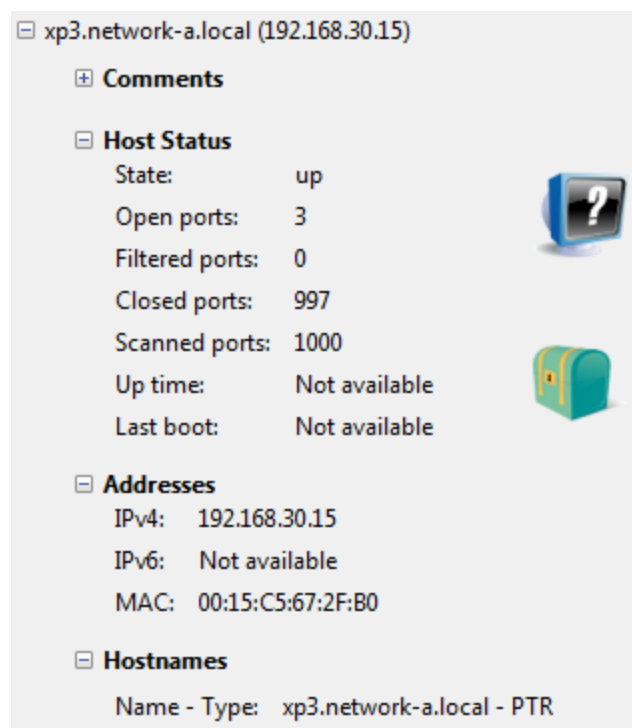 xp3.network-a.local (192.168.30.15)
Comments
Host Status
State: up
Open ports: 3
Filtered ports: 0
Closed ports: 997
Scanned ports: 1000
Up time: Not available
Last boot: Not available
Addresses
IPv4: 192.168.30.15
IPv6: Not available
MAC: 00:15:C5:67:2F:B0
Hostnames
Name - Type: xp3.network-a.local - PTR
?